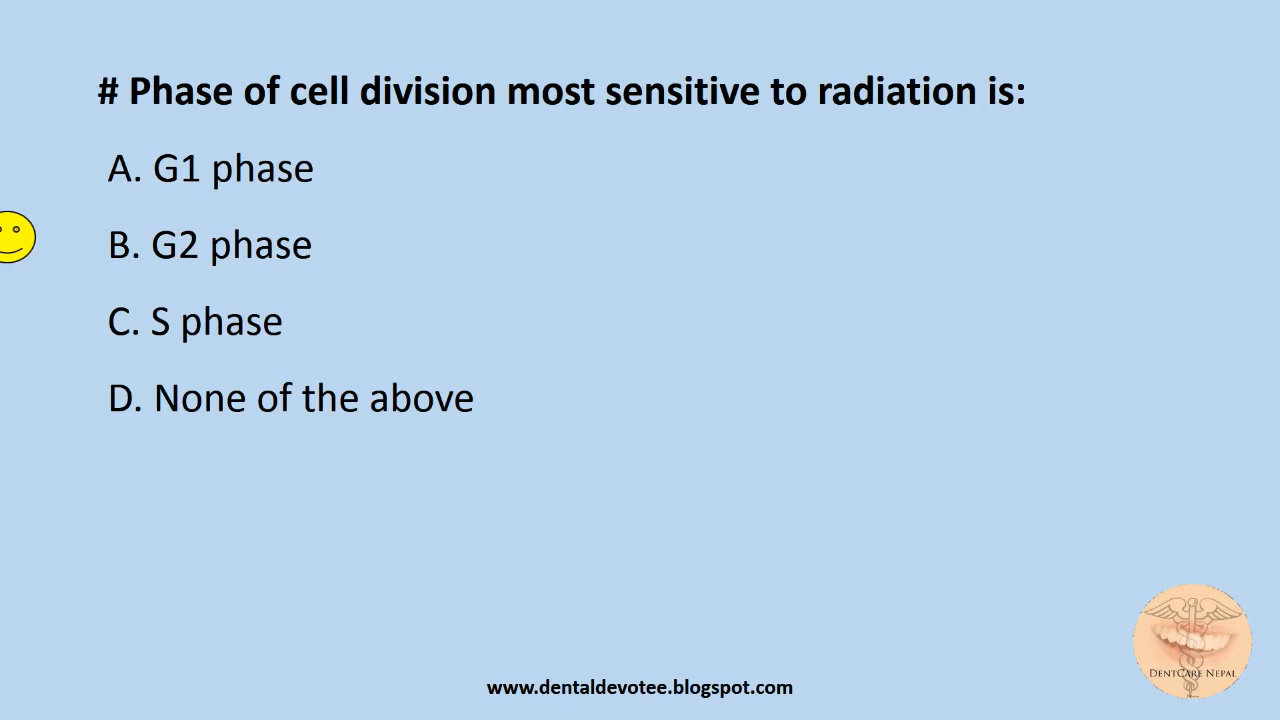 # Phase of cell division most sensitive to radiation is:
A. G1 phase
B. G2 phase
C. S phase
D. None of the above
DentCare Nepal
www.dentaldevotee.blogspot.com